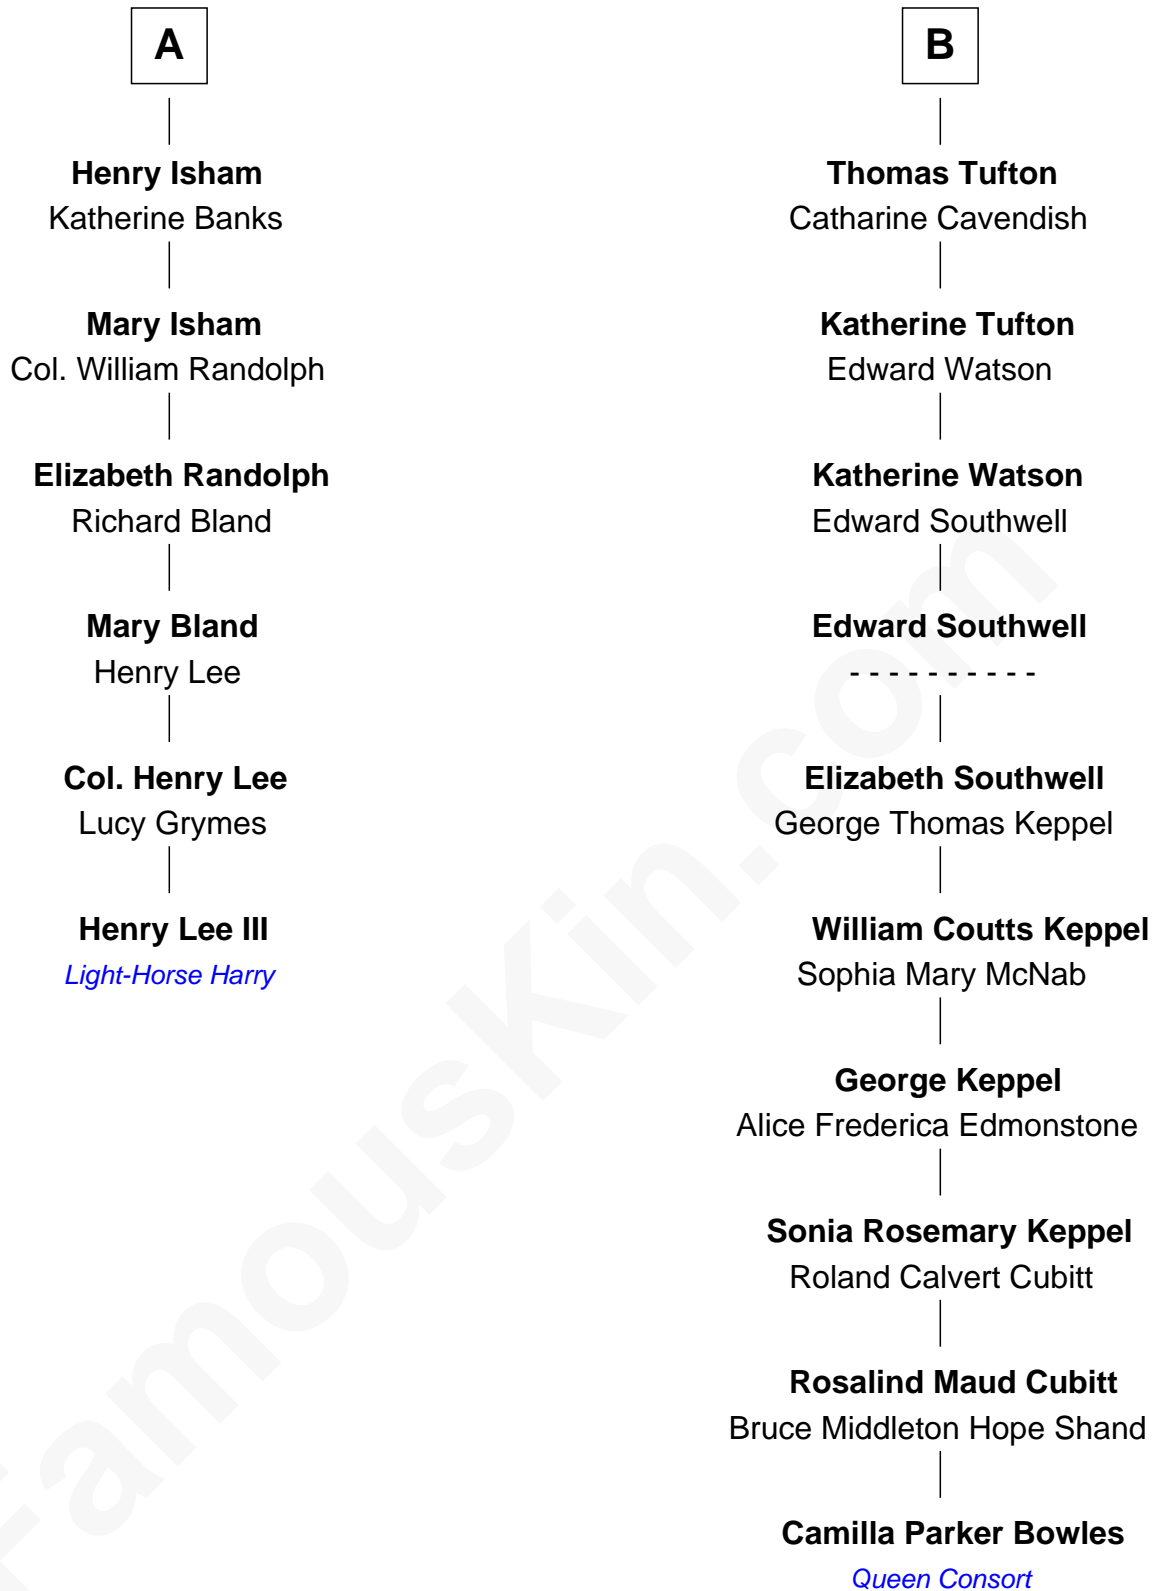 A
Henry Isham
Katherine Banks
Mary Isham
Col. William Randolph
Elizabeth Randolph
Richard Bland
Mary Bland
Henry Lee
Col. Henry Lee
Lucy Grymes
Henry Lee III
Light-Horse Harry
B
Thomas Tufton
Catharine Cavendish
Katherine Tufton
Edward Watson
Katherine Watson
Edward Southwell
Edward Southwell
- - - - - - - - - -
Elizabeth Southwell
George Thomas Keppel
William Coutts Keppel
Sophia Mary McNab
George Keppel
Alice Frederica Edmonstone
Sonia Rosemary Keppel
Roland Calvert Cubitt
Rosalind Maud Cubitt
Bruce Middleton Hope Shand
Camilla Parker Bowles
Queen Consort
FamousKin.com